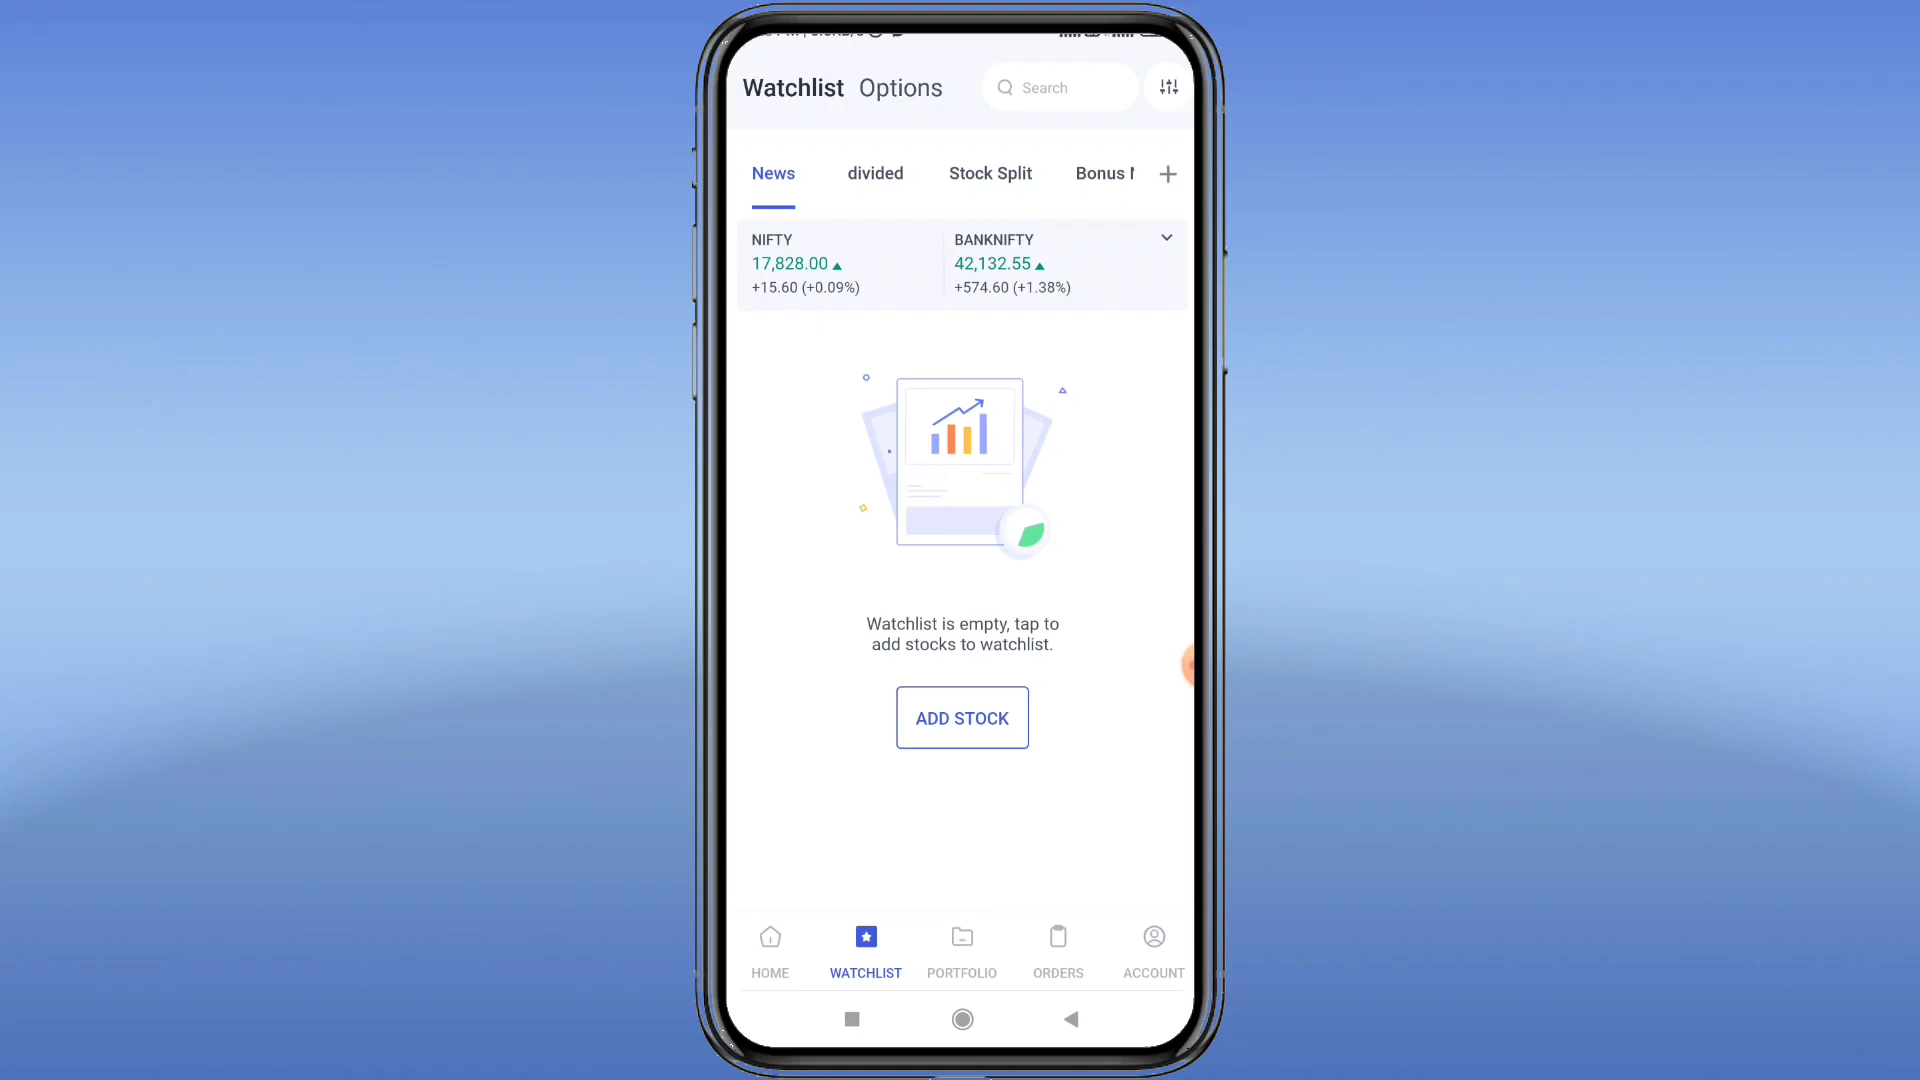 Watchlist Options Search
News divided Stock Split Bonus
NIFTY BANKNIFTY
17,828.00 ▲ 42,132.55 ▲
+15.60 (+0.09%) +574.60 (+1.38%)
Watchlist is empty, tap to
add stocks to watchlist.
ADD STOCK
HOME WATCHLIST PORTFOLIO ORDERS ACCOUNT